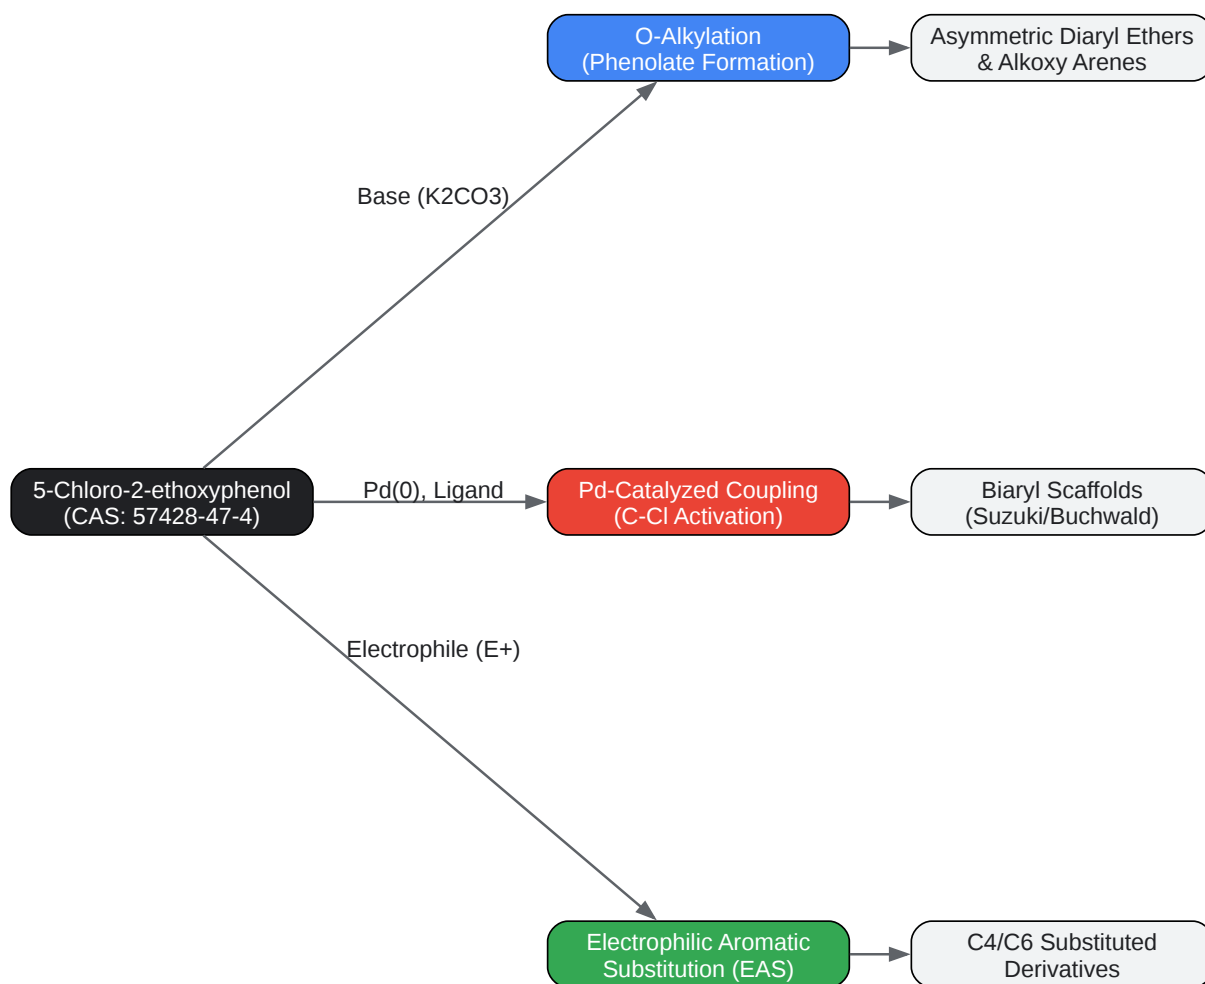 O-Alkylation
(Phenolate Formation)
Asymmetric Diaryl Ethers
& Alkoxy Arenes
Base (K2CO3)
5-Chloro-2-ethoxyphenol
(CAS: 57428-47-4)
Pd(0), Ligand
Pd-Catalyzed Coupling
(C-Cl Activation)
Biaryl Scaffolds
(Suzuki/Buchwald)
Electrophile (E+)
Electrophilic Aromatic
Substitution (EAS)
C4/C6 Substituted
Derivatives